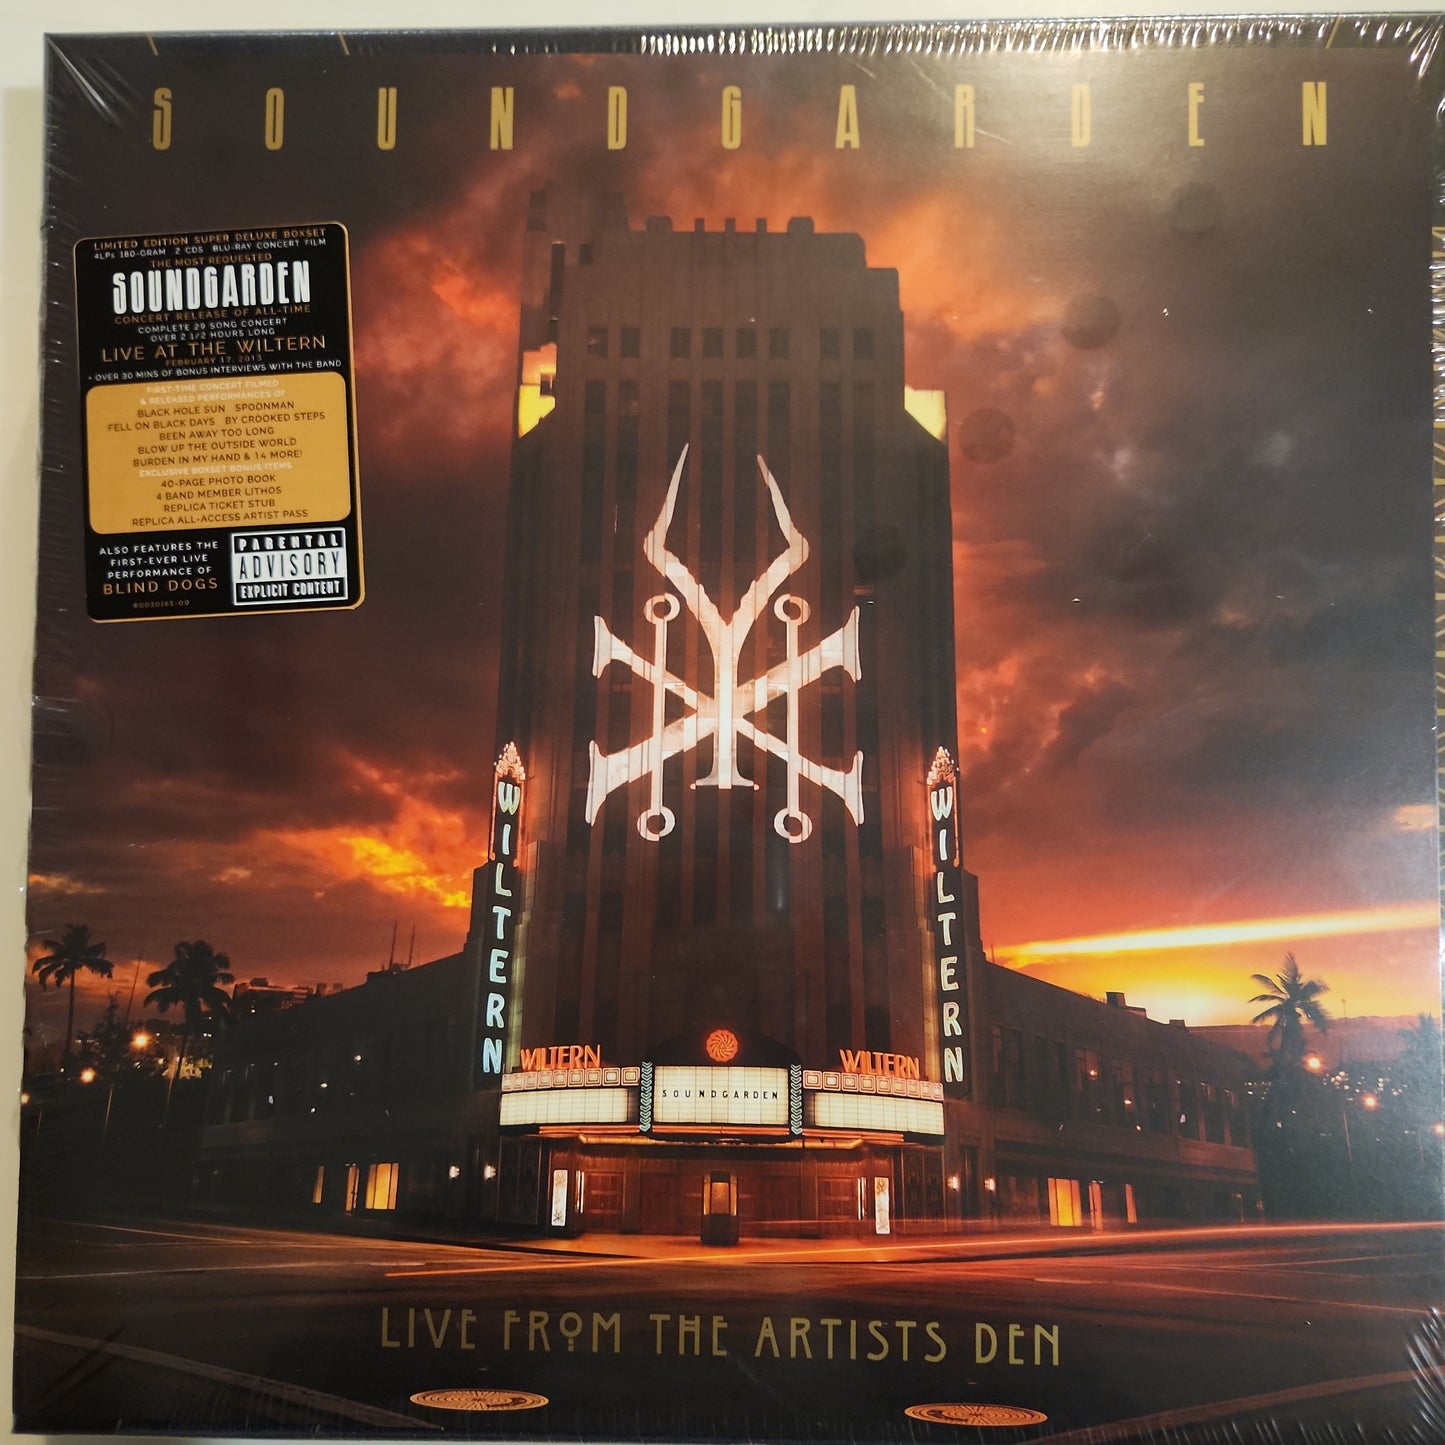 SOUNDGARDEN
LIMITED EDITION SUPER DELUXE BOXSET
4LPs 180-GRAM 2 CDS BLU-RAY CONCERT FILM
THE MOST REQUESTED
SOUNDGARDEN
CONCERT RELEASE OF ALL-TIME
COMPLETE 29 SONG CONCERT
OVER 2 1/2 HOURS LONG
LIVE AT THE WILTERN
FEBRUARY 17, 2013
+ OVER 30 MINS OF BONUS INTERVIEWS WITH THE BAND
FIRST-TIME CONCERT FILMED
& RELEASED PERFORMANCES OF
BLACK HOLE SUN SPOONMAN
FELL ON BLACK DAYS BY CROOKED STEPS
BEEN AWAY TOO LONG
BLOW UP THE OUTSIDE WORLD
BURDEN IN MY HAND & 14 MORE!
EXCLUSIVE BOXSET BONUS ITEMS
40-PAGE PHOTO BOOK
4 BAND MEMBER LITHOS
REPLICA TICKET STUB
REPLICA ALL-ACCESS ARTIST PASS
ALSO FEATURES THE
FIRST-EVER LIVE
PERFORMANCE OF
BLIND DOGS
B0030165-00
PARENTAL
ADVISORY
EXPLICIT CONTENT
WILTERN
WILTERN
WILTERN
WILTERN
SOUNDGARDEN
LIVE FROM THE ARTISTS DEN